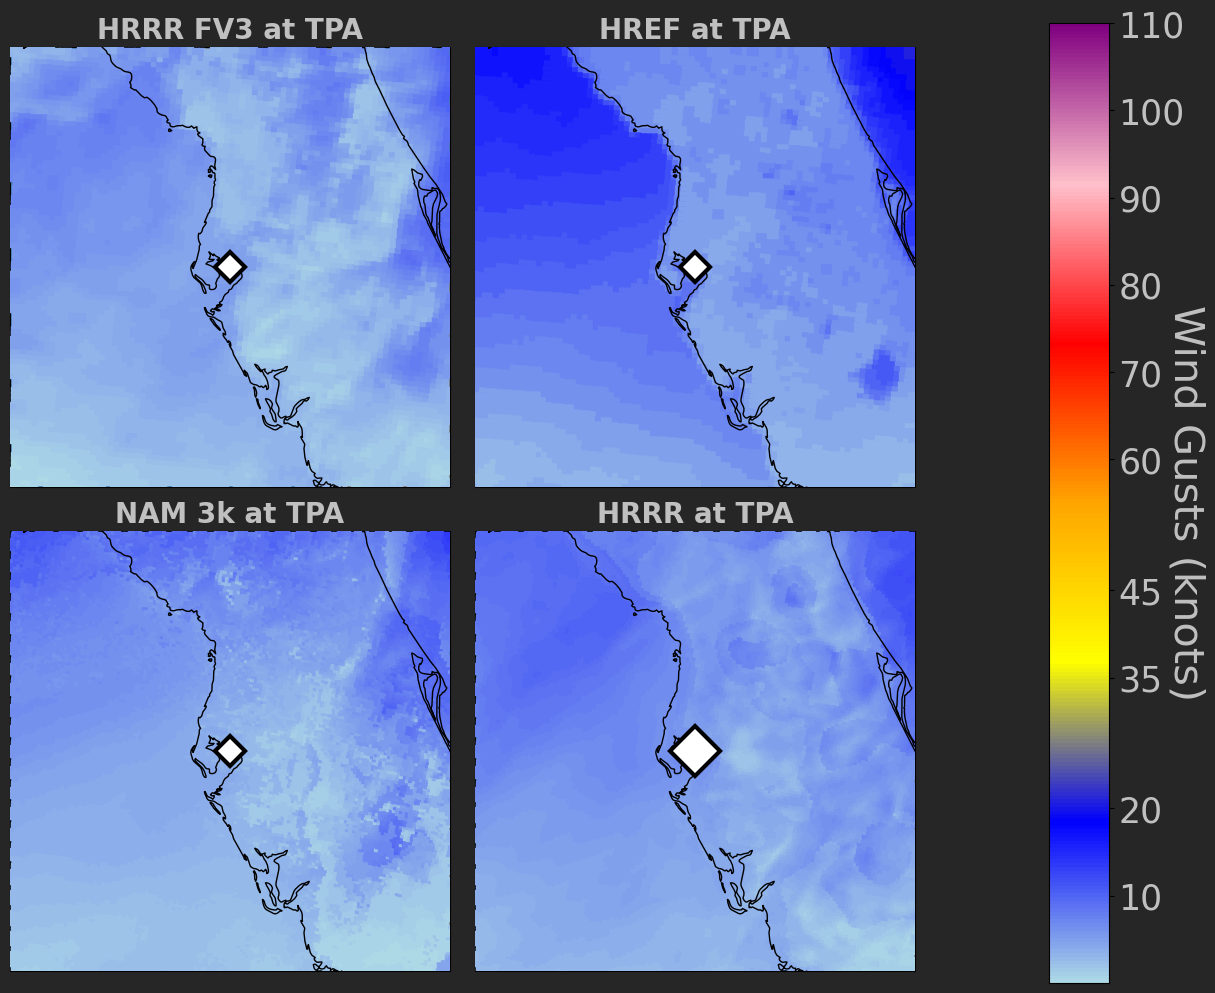 HRRR FV3 at TPA
HREF at TPA
NAM 3k at TPA
HRRR at TPA
110
100
90
80
70
60
45
35
20
10
Wind Gusts (knots)